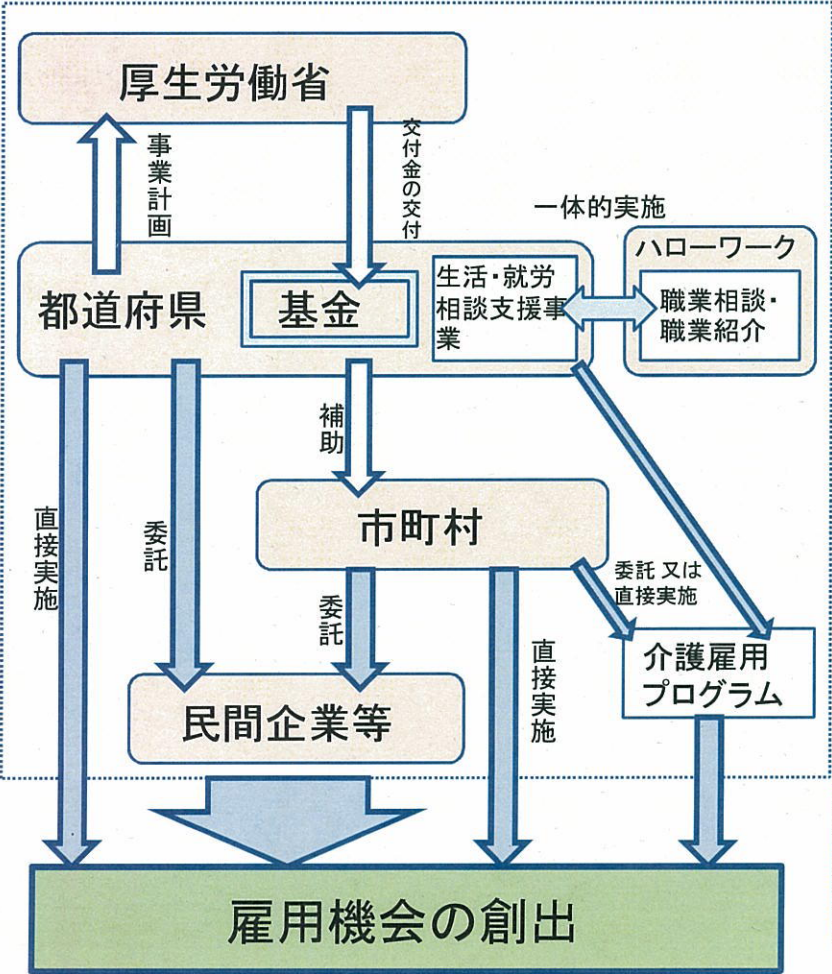 厚生労働省
事業計画
交付金の交付
一体的実施
ハローワーク
都道府県
基金
生活・就労
相談支援事
業
職業相談・
職業紹介
補助
市町村
直接実施
委託
委託
委託 又は
直接実施
直接実施
介護雇用
プログラム
民間企業等
雇用機会の創出